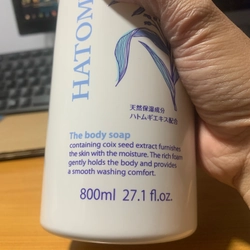 HATOM
天然保湿成分
ハトムギエキス配合
The body soap
containing coix seed extract furnishes
the skin with the moisture. The rich foam
gently holds the body and provides
a smooth washing comfort.
800ml 27.1 fl.oz.